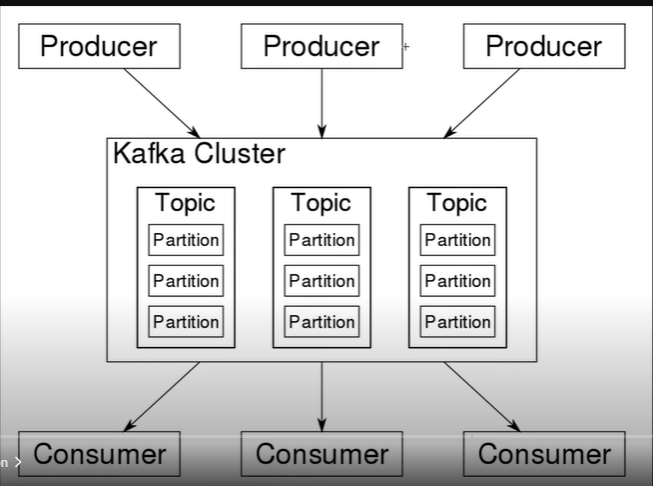 Producer Producer Producer
Kafka Cluster
Topic Topic Topic
Partition Partition Partition
Partition Partition Partition
Partition Partition Partition
Consumer Consumer Consumer
n >